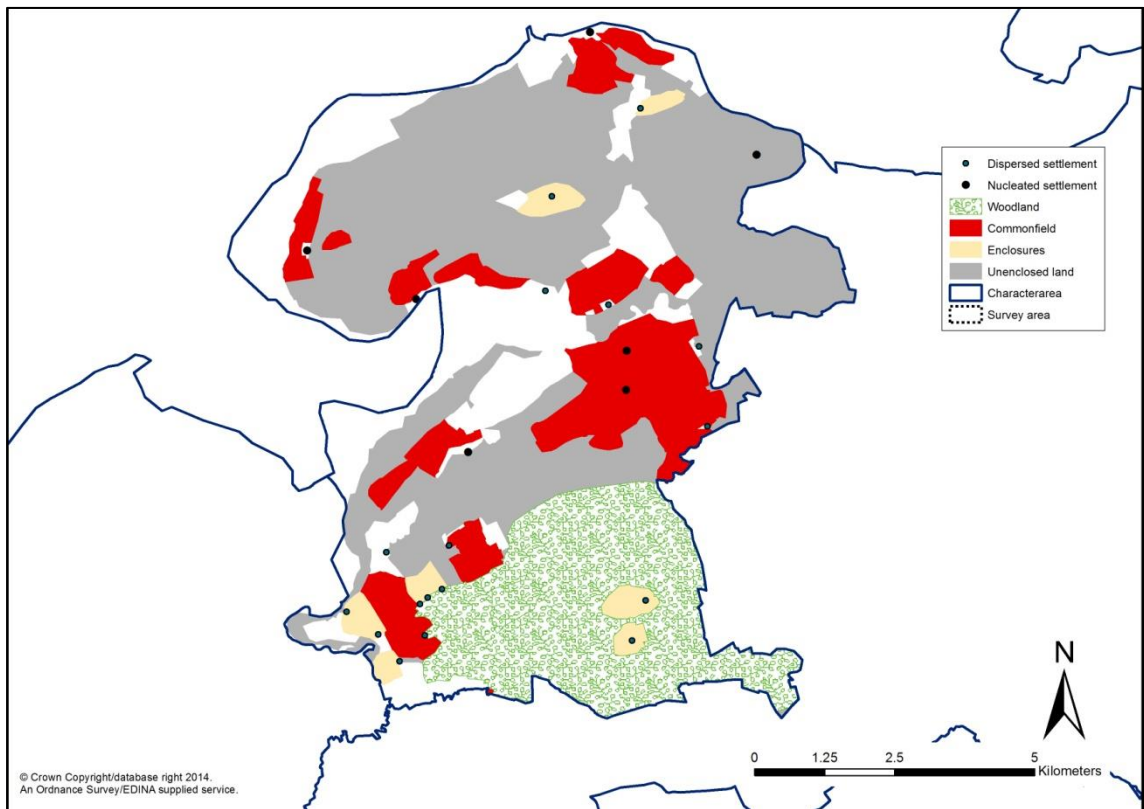 Dispersed settlement
Nucleated settlement
Woodland
Commonfield
Enclosures
Unenclosed land
Characterarea
Survey area
N
0 1.25 2.5 5
Kilometers
© Crown Copyright/database right 2014.
An Ordnance Survey/EDINA supplied service.